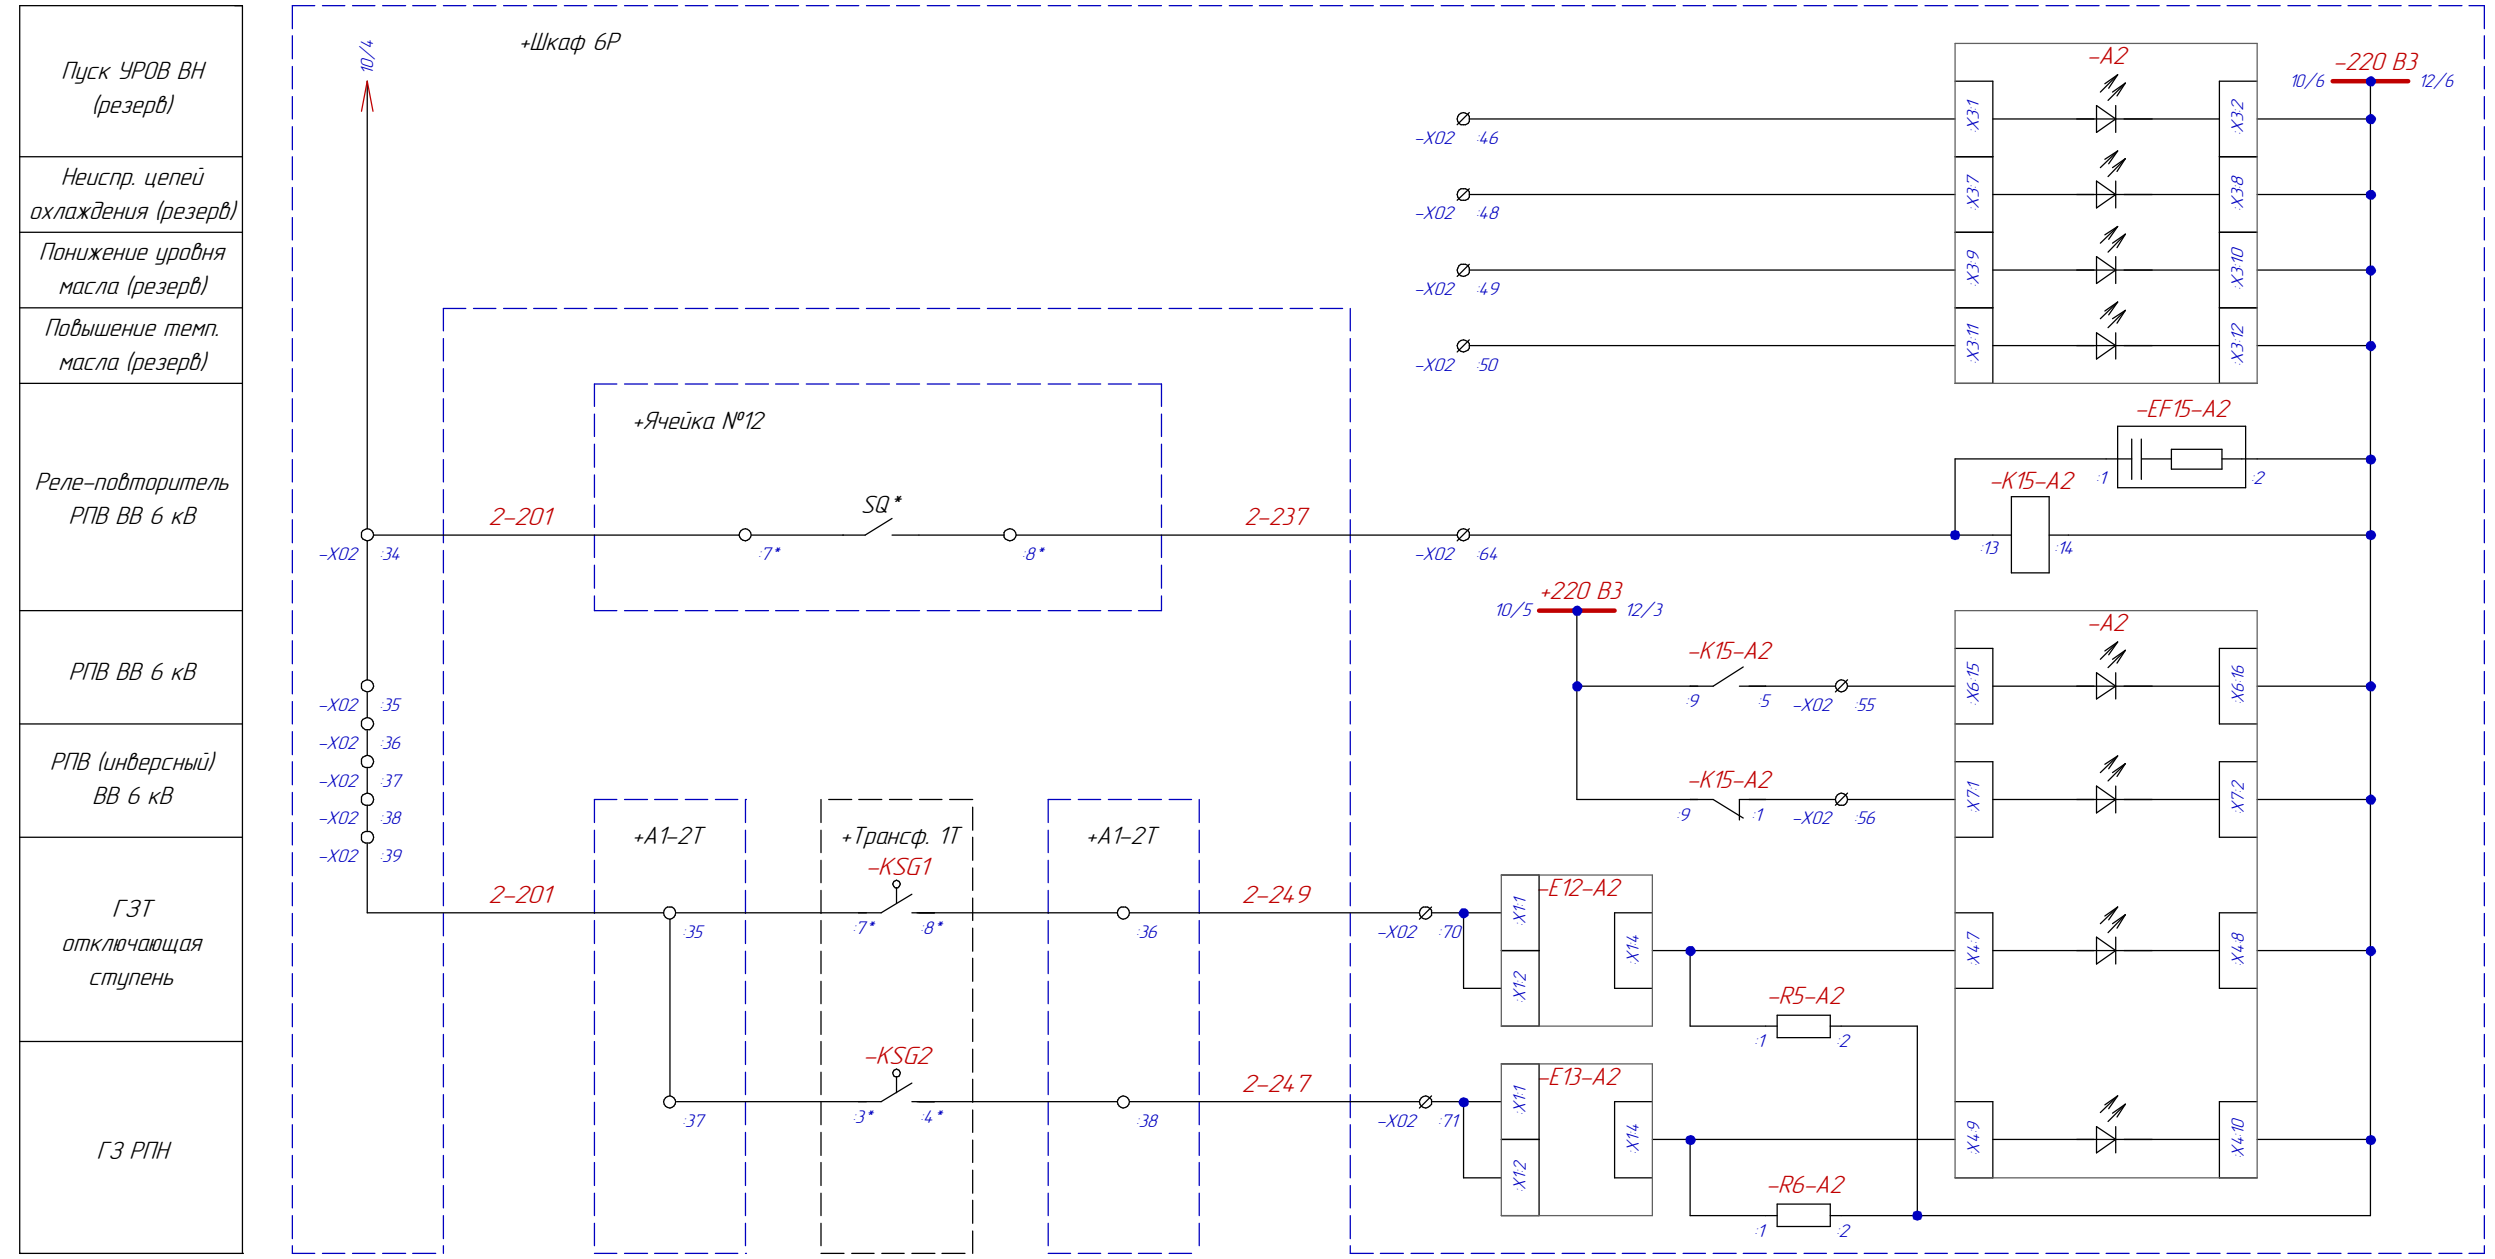 Пуск УРОВ ВН
(резерв)
Неиспр. цепей
охлаждения (резерв)
Понижение уровня
масла (резерв)
Повышение темп.
масла (резерв)
Реле-повторитель
РПВ ВВ 6 кВ
РПВ ВВ 6 кВ
РПВ (инверсный)
ВВ 6 кВ
ГЗТ
отключающая
ступень
ГЗ РПН
+Шкаф 6Р
10/4
-А2
-220 В3
10/6 12/6
:X3:1 :X3:2
-X02 :46
:X3:7 :X3:8
-X02 :48
:X3:9 :X3:10
-X02 :49
:X3:11 :X3:12
-X02 :50
+Ячейка №12
-EF15-A2
:1 :2
-K15-A2
2-201 SQ* 2-237
-X02 :34 :7* :8* -X02 :64 :13 :14
+220 В3
10/5 12/3
-A2
-K15-A2
:X6:15 :X6:16
-X02 :35 :9 :5 -X02 :55
-X02 :36
-X02 :37
-K15-A2
:X7:1 :X7:2
-X02 :38 :9 :1 -X02 :56
-X02 :39
+A1-2T +Трансф. 1Т +A1-2T
-KSG1
-E12-A2
2-201 2-249
:X1:1
:35 :7* :8* :36 -X02 :70
:X1:4 :X4:7 :X4:8
:X1:2
-R5-A2
:1 :2
-KSG2
-E13-A2
2-247
:X1:1
:37 :3* :4* :38 -X02 :71
:X1:4 :X4:9 :X4:10
:X1:2
-R6-A2
:1 :2